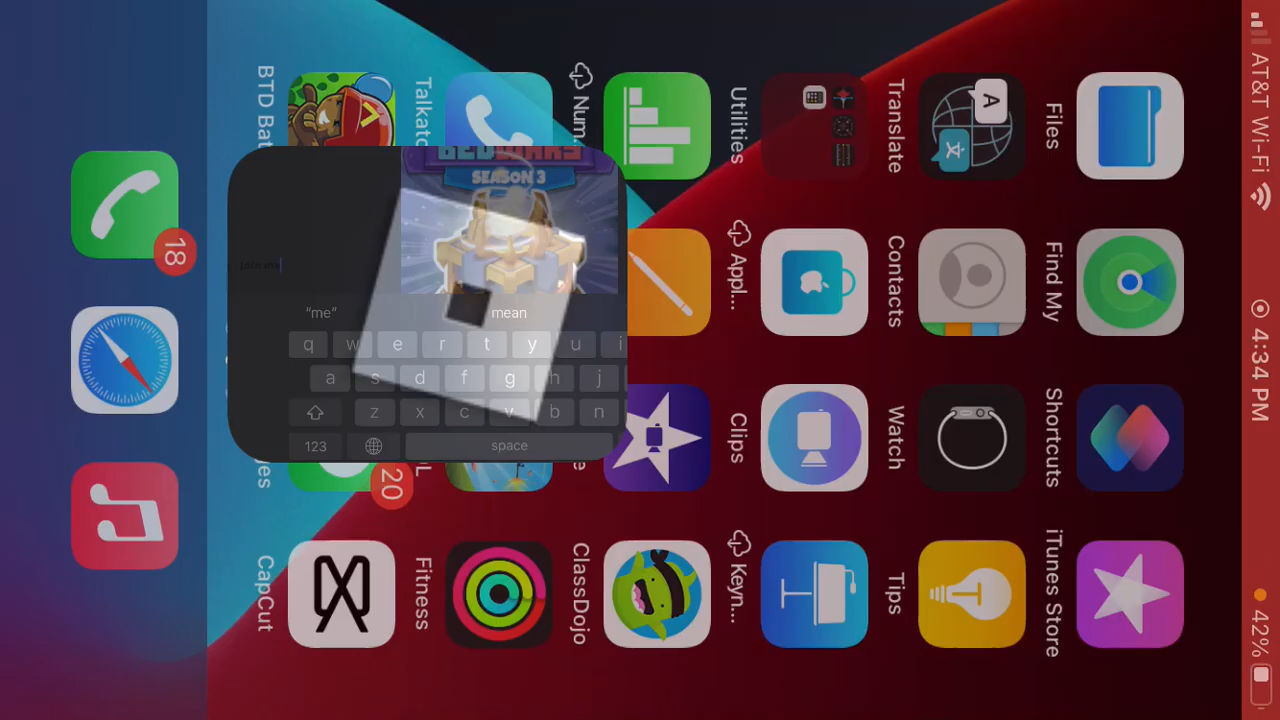 AT&T Wi-Fi
4:34 PM
42%
Files
Find My
Shortcuts
iTunes Store
Translate
Contacts
Watch
Tips
Utilities
Appl...
Clips
Keyn...
Num
ClassDojo
Talkato
Fitness
BTD Bat
CapCut
18
20
BEDWARS
SEASON 3
“me”
mean
q w e r t y u i
a s d f g h j
z x c v b n
123
space